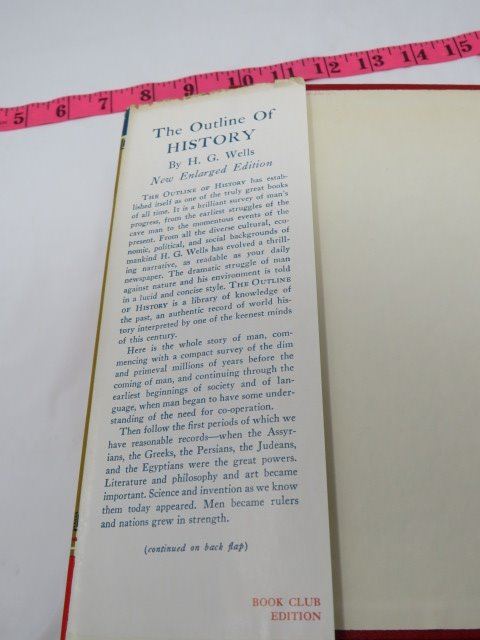 5 6 7 8 9 10 11 12 13 14 15
The Outline Of
HISTORY
By H. G. Wells
New Enlarged Edition
THE OUTLINE OF HISTORY has estab-
lished itself as one of the truly great books
of all time. It is a brilliant survey of man's
progress, from the earliest struggles of the
cave man to the momentous events of the
present. From all the diverse cultural, eco-
nomic, political, and social backgrounds of
mankind H. G. Wells has evolved a thrill-
ing narrative, as readable as your daily
newspaper. The dramatic struggle of man
against nature and his environment is told
in a lucid and concise style. THE OUTLINE
OF HISTORY is a library of knowledge of
the past, an authentic record of world his-
tory interpreted by one of the keenest minds
of this century.
Here is the whole story of man, com-
mencing with a compact survey of the dim
and primeval millions of years before the
coming of man, and continuing through the
earliest beginnings of society and of lan-
guage, when man began to have some under-
standing of the need for co-operation.
Then follow the first periods of which we
have reasonable records—when the Assyr-
ians, the Greeks, the Persians, the Judeans,
and the Egyptians were the great powers.
Literature and philosophy and art became
important. Science and invention as we know
them today appeared. Men became rulers
and nations grew in strength.
(continued on back flap)
BOOK CLUB
EDITION